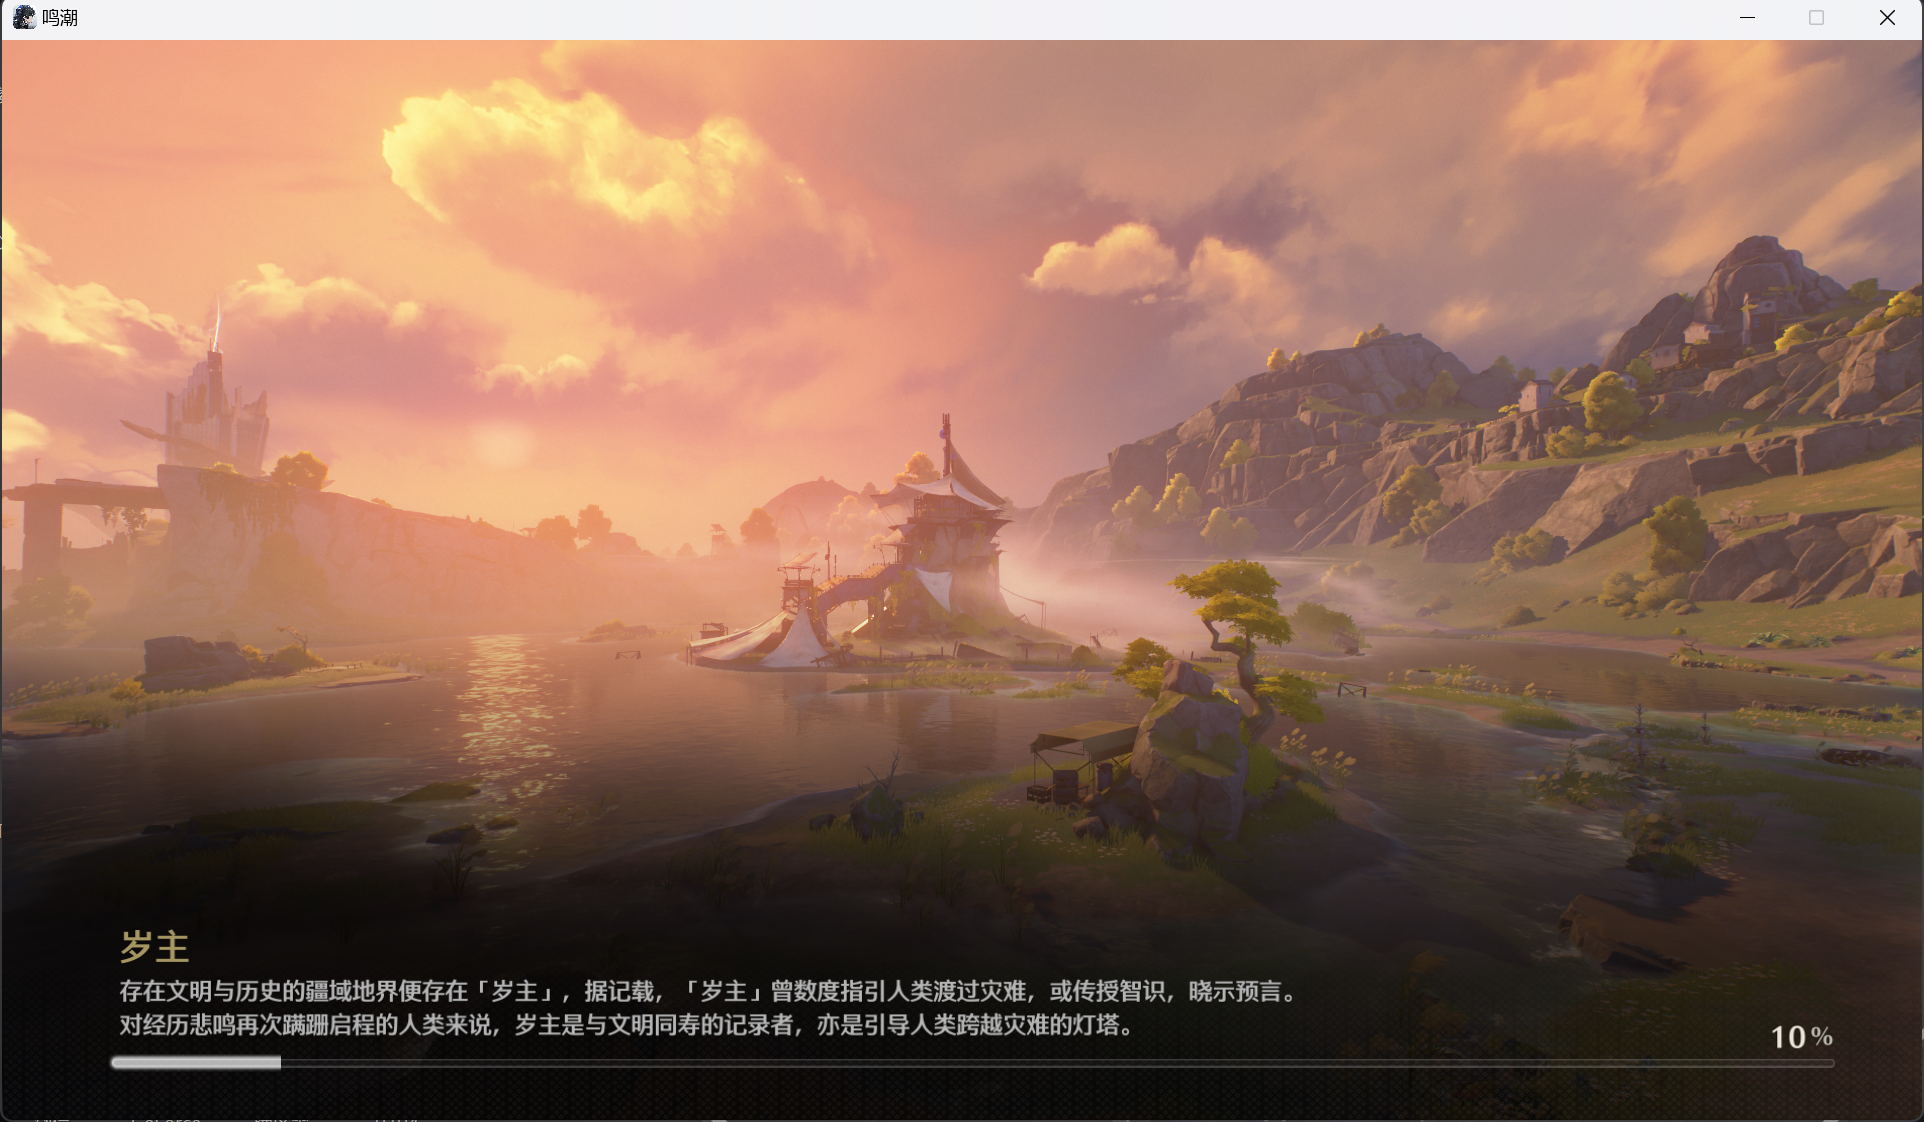 鸣潮
岁主
存在文明与历史的疆域地界便存在「岁主」，据记载，「岁主」曾数度指引人类渡过灾难，或传授智识，晓示预言。
对经历悲鸣再次蹒跚启程的人类来说，岁主是与文明同寿的记录者，亦是引导人类跨越灾难的灯塔。
10%